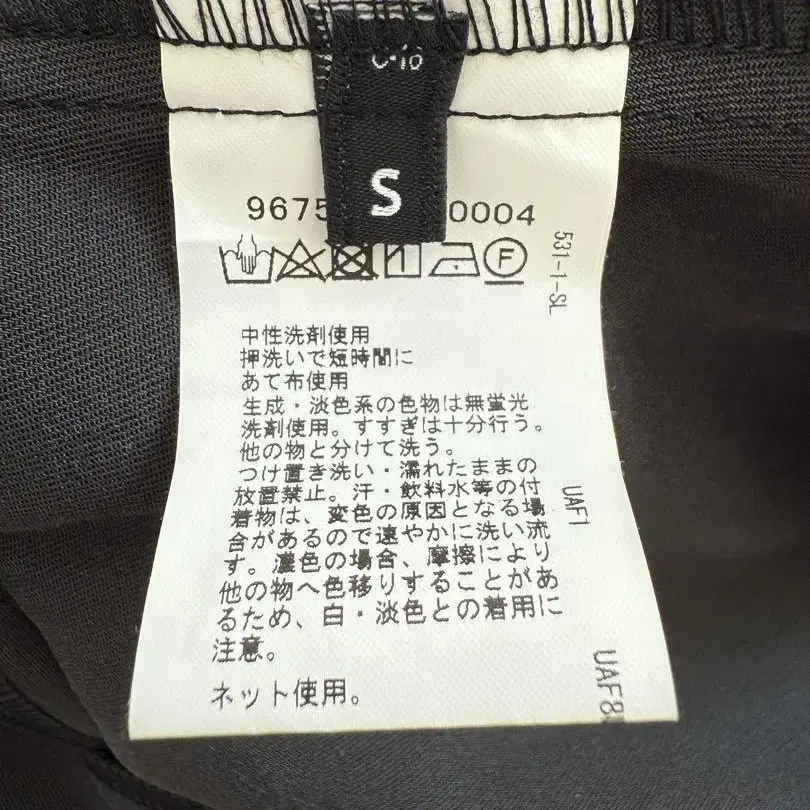 S
9675
0004
F
531-1-SL
中性洗剤使用
押洗いで短時間に
あて布使用
生成・淡色系の色物は無蛍光
洗剤使用。すすぎは十分行う。
他の物と分けて洗う。
つけ置き洗い・濡れたままの
放置禁止。汗・飲料水等の付
着物は、変色の原因となる場
合があるので速やかに洗い流
す。濃色の場合、摩擦により
他の物へ色移りすることがあ
るため、白・淡色との着用に
注意。
ネット使用。
UAF1
UAF8